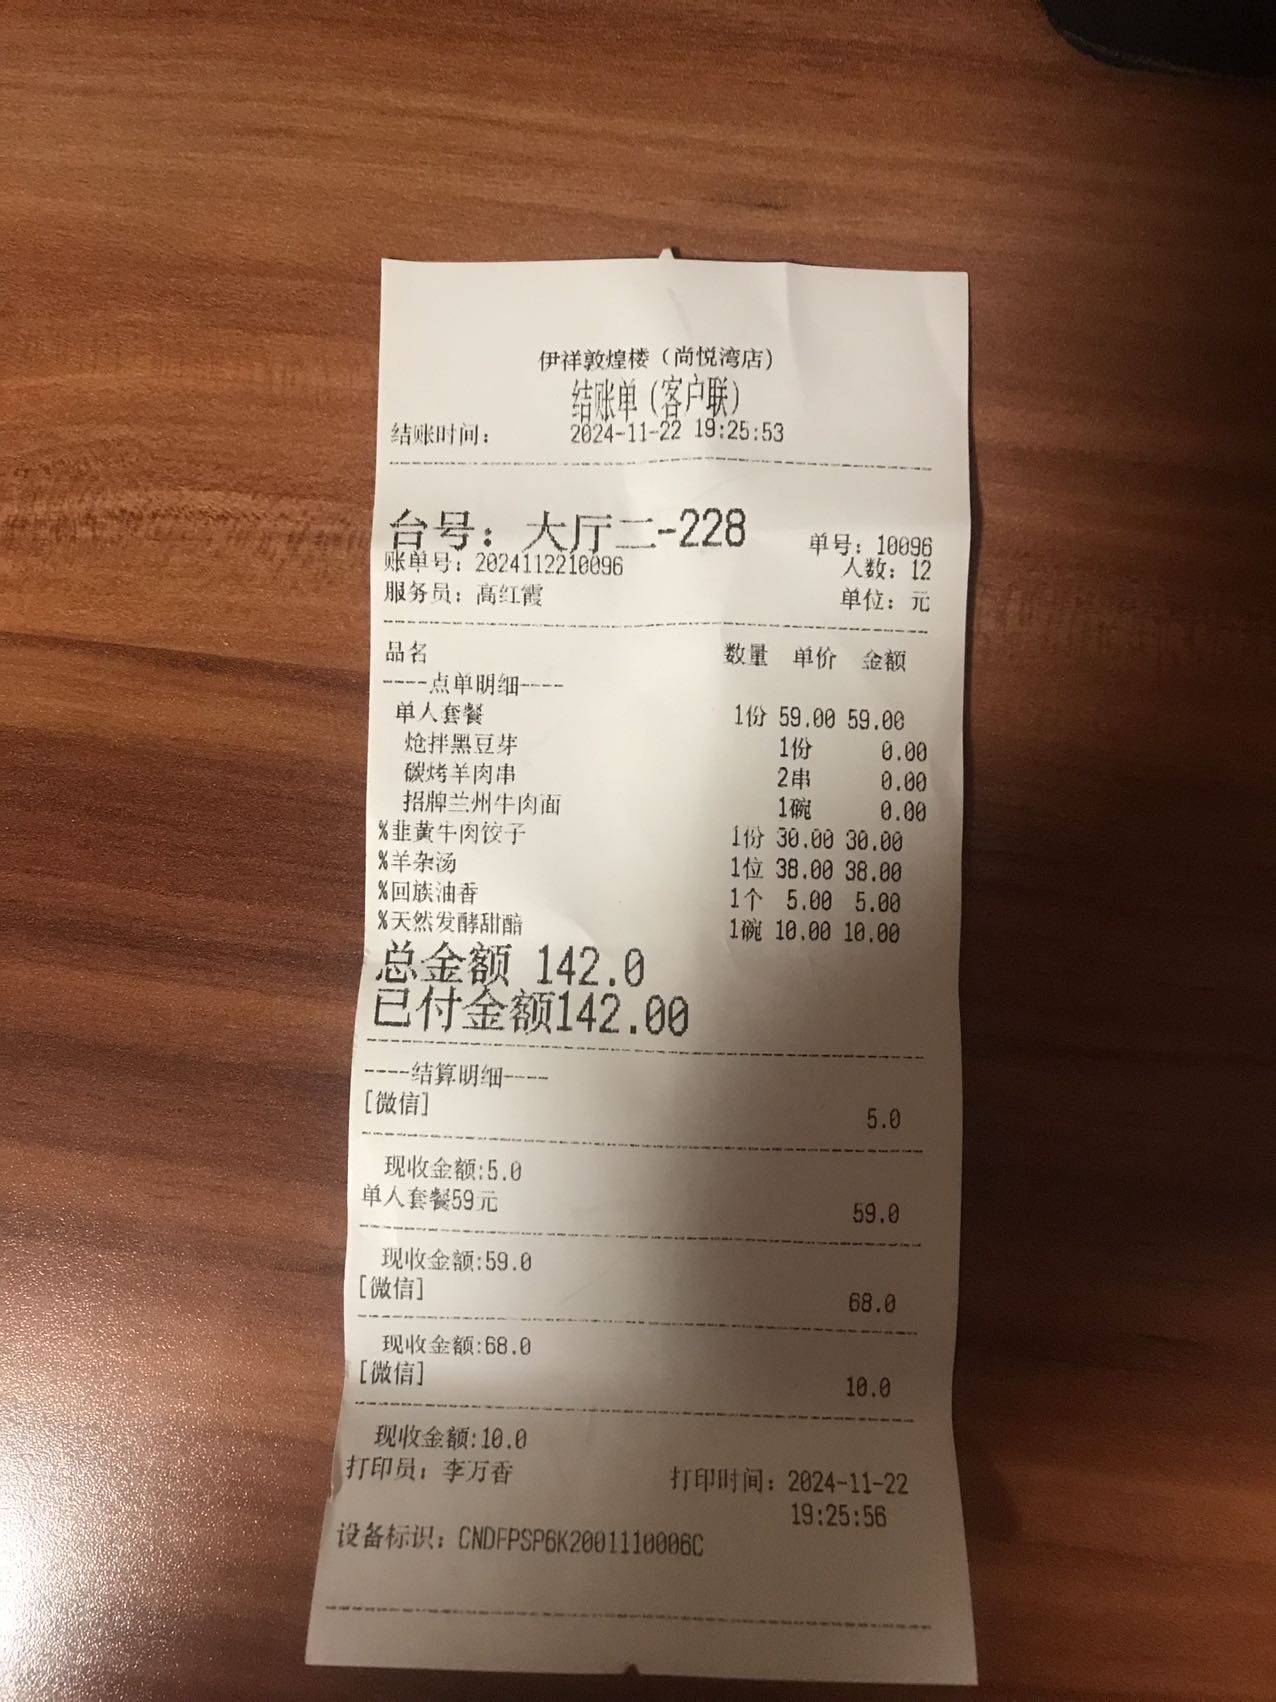 伊祥敦煌楼（尚悦湾店）
结账单（客户联）
结账时间： 2024-11-22 19:25:53
台号：大厅二-228 单号：10096
账单号：2024112210096 人数：12
服务员：高红霞 单位：元
品名 数量 单价 金额
----点单明细----
单人套餐 1份 59.00 59.00
炝拌黑豆芽 1份 0.00
碳烤羊肉串 2串 0.00
招牌兰州牛肉面 1碗 0.00
%韭黄牛肉饺子 1份 30.00 30.00
%羊杂汤 1位 38.00 38.00
%回族油香 1个 5.00 5.00
%天然发酵甜醅 1碗 10.00 10.00
总金额 142.0
已付金额142.00
----结算明细----
[微信] 5.0
现收金额:5.0
单人套餐59元 59.0
现收金额:59.0
[微信] 68.0
现收金额:68.0
[微信] 10.0
现收金额:10.0
打印员：李万香 打印时间：2024-11-22
19:25:56
设备标识：CNDFPSP6K2001110006C